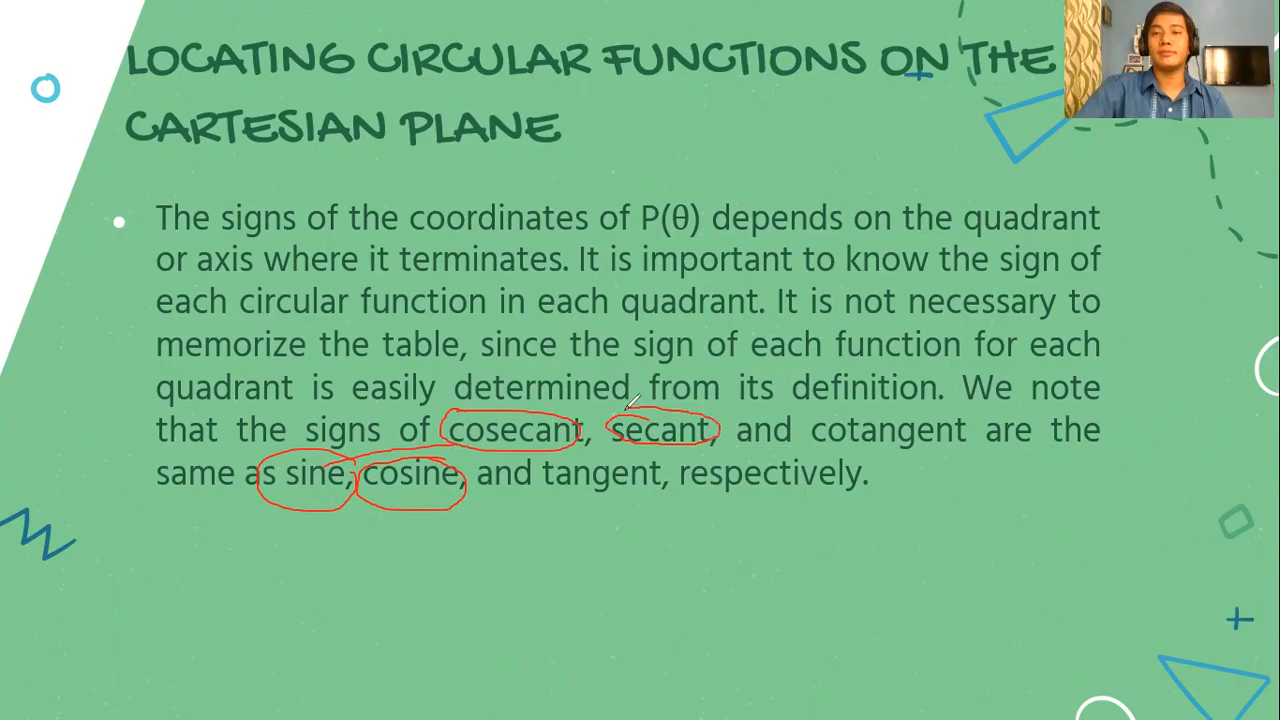 LOCATING CIRCULAR FUNCTIONS ON THE
CARTESIAN PLANE
The signs of the coordinates of P(θ) depends on the quadrant
or axis where it terminates. It is important to know the sign of
each circular function in each quadrant. It is not necessary to
memorize the table, since the sign of each function for each
quadrant is easily determined from its definition. We note
that the signs of cosecant, secant, and cotangent are the
same as sine, cosine, and tangent, respectively.